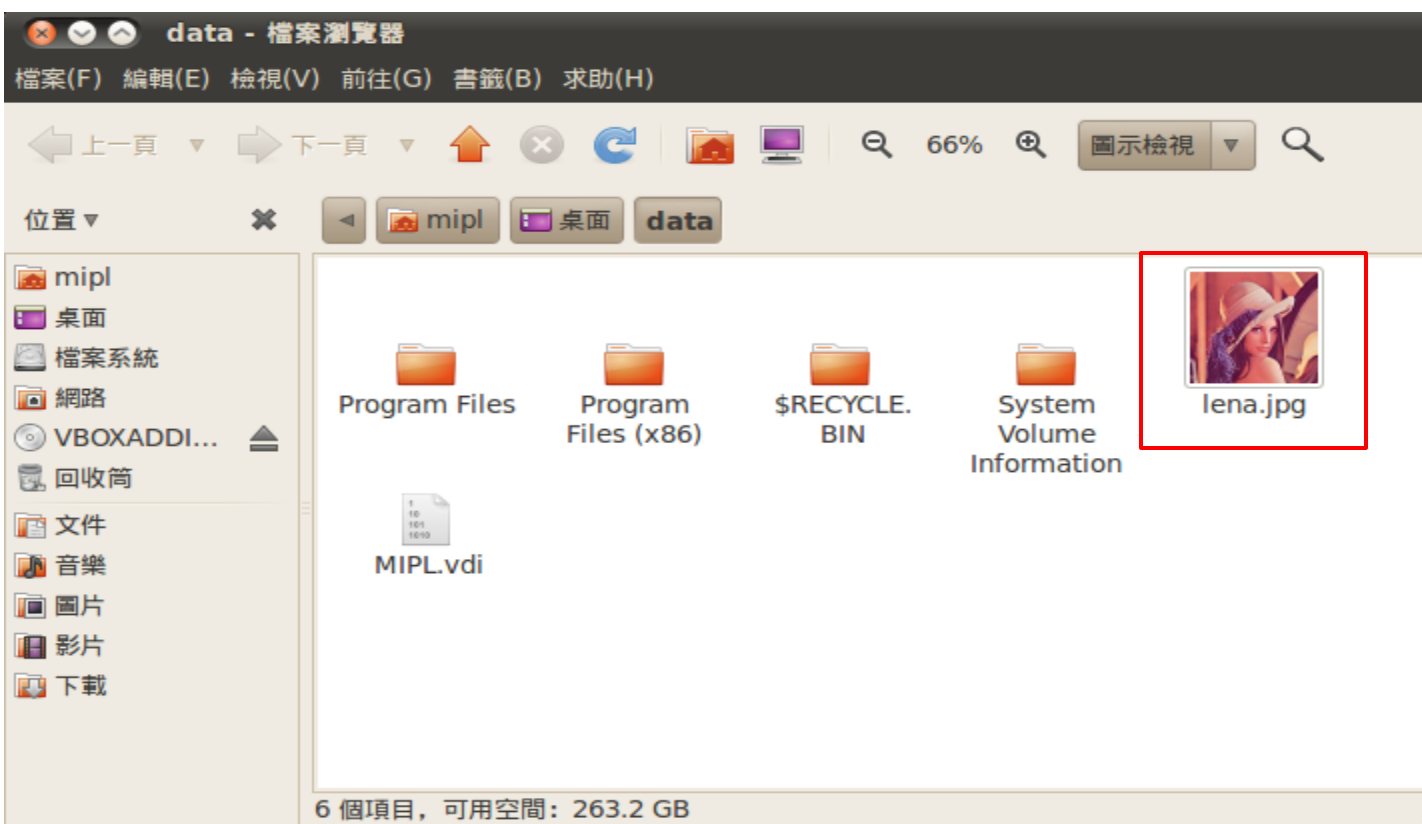 data - 檔案瀏覽器
檔案(F) 編輯(E) 檢視(V) 前往(G) 書籤(B) 求助(H)
上一頁 下一頁 66% 圖示檢視
位置 mipl 桌面 data
mipl
桌面
檔案系統
網路
VBOXADDI...
回收筒
文件
音樂
圖片
影片
下載
Program Files
Program
Files (x86)
$RECYCLE.
BIN
System
Volume
Information
lena.jpg
1
10
101
1010
MIPL.vdi
6 個項目，可用空間：263.2 GB